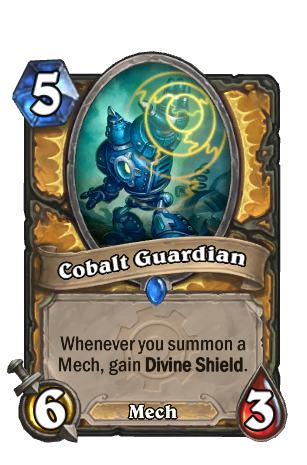 5
Cobalt Guardian
Whenever you summon a
Mech, gain Divine Shield.
6
Mech
3